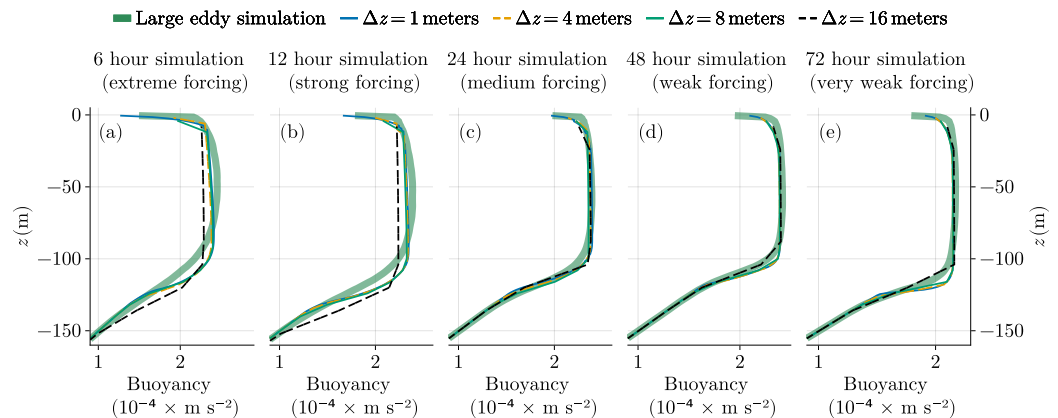 Large eddy simulation Δz = 1 meters Δz = 4 meters Δz = 8 meters Δz = 16 meters
6 hour simulation
(extreme forcing)
12 hour simulation
(strong forcing)
24 hour simulation
(medium forcing)
48 hour simulation
(weak forcing)
72 hour simulation
(very weak forcing)
(a) (b) (c) (d) (e)
0
−50
−100
−150
z (m)
0
−50
−100
−150
z (m)
1 2 1 2 1 2 1 2 1 2
Buoyancy
(10⁻⁴ × m s⁻²)
Buoyancy
(10⁻⁴ × m s⁻²)
Buoyancy
(10⁻⁴ × m s⁻²)
Buoyancy
(10⁻⁴ × m s⁻²)
Buoyancy
(10⁻⁴ × m s⁻²)